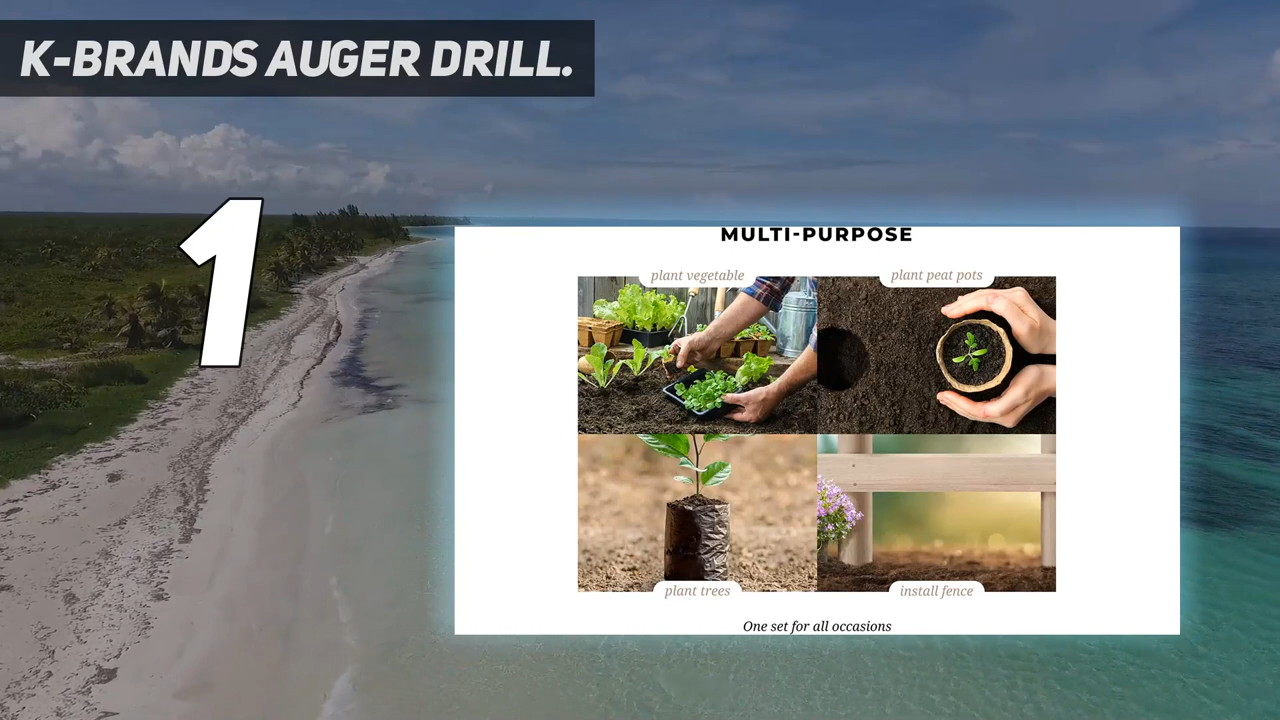 K-BRANDS AUGER DRILL.
1
MULTI-PURPOSE
plant vegetable
plant peat pots
plant trees
install fence
One set for all occasions